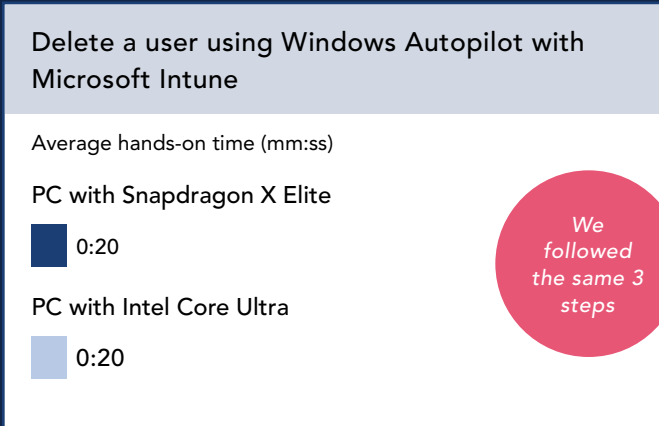 Delete a user using Windows Autopilot with
Microsoft Intune
Average hands-on time (mm:ss)
PC with Snapdragon X Elite
0:20
PC with Intel Core Ultra
0:20
We
followed
the same 3
steps